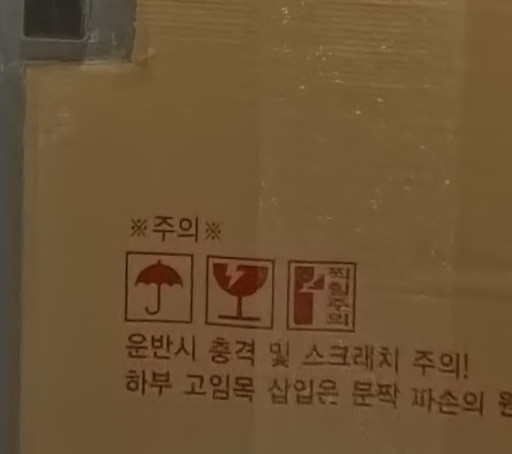 ※주의※
찍힘주의
운반시 충격 및 스크래치 주의!
하부 고임목 삽입은 문짝 파손의 원